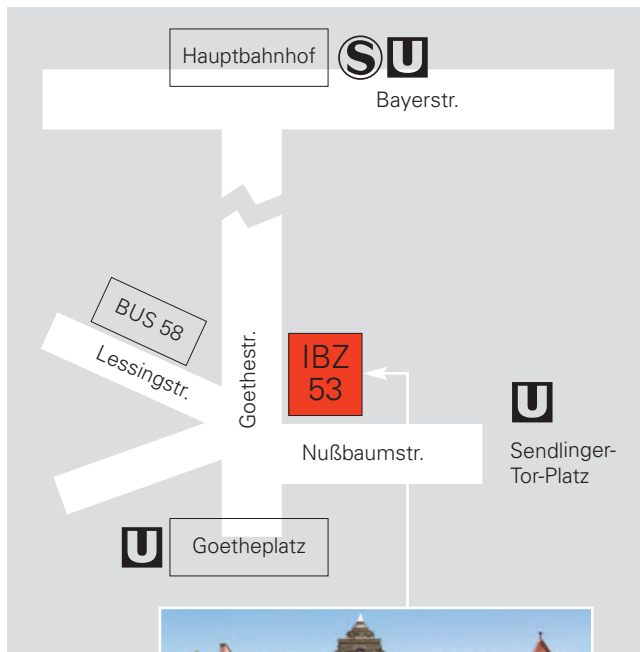 Hauptbahnhof
S U
Bayerstr.
BUS 58
Lessingstr.
Goethestr.
IBZ
53
U
Sendlinger-
Tor-Platz
Nußbaumstr.
U
Goetheplatz